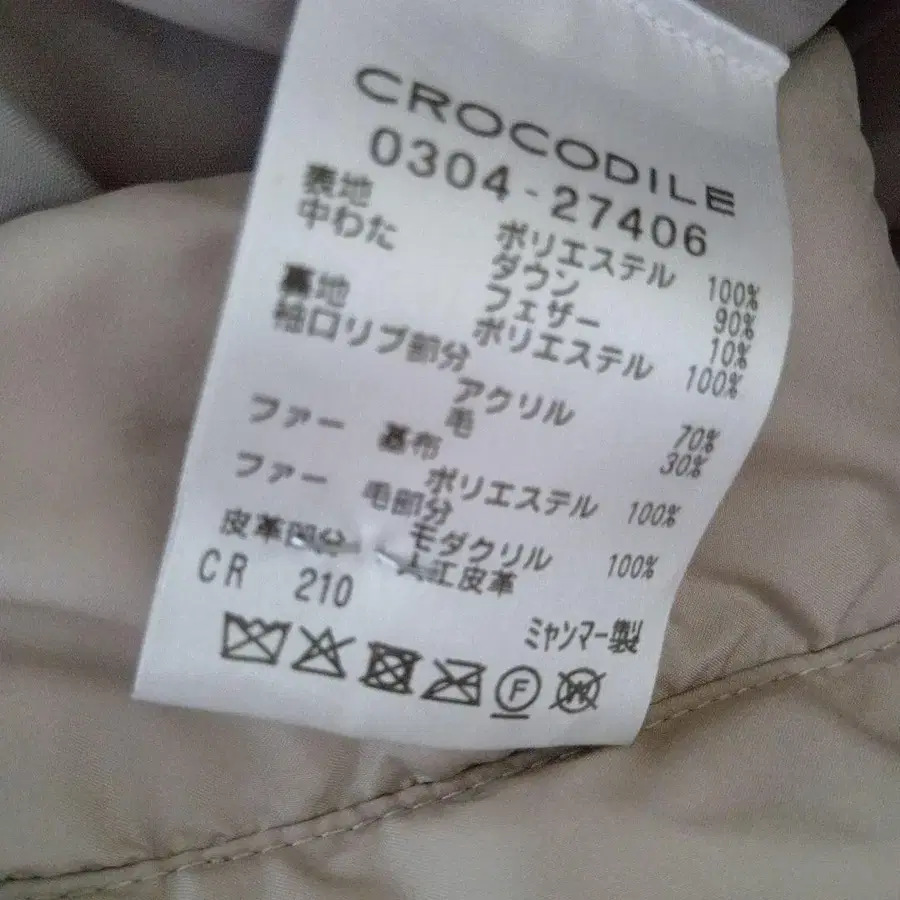 CROCODILE
0304-27406
表地 ポリエステル 100%
中わた ダウン 90%
フェザー 10%
裏地 ポリエステル 100%
袖口リブ部分
アクリル 70%
毛 30%
ファー 基布
ポリエステル 100%
ファー 毛部分
モダクリル 100%
皮革部分 人工皮革
CR 210
ミャンマー製
F
W